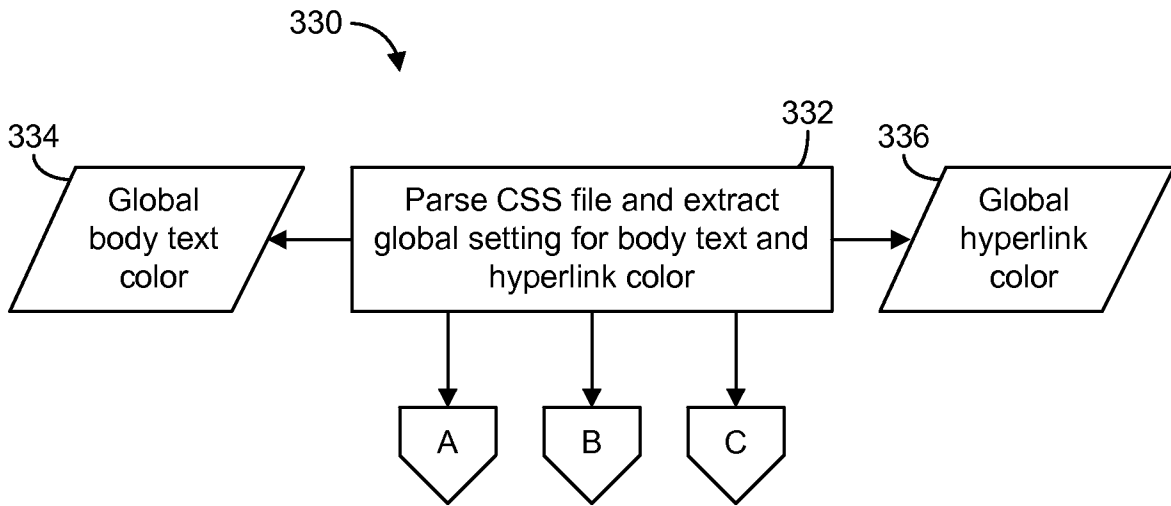 330
334
332
336
Global
body text
color
Parse CSS file and extract
global setting for body text and
hyperlink color
Global
hyperlink
color
A
B
C